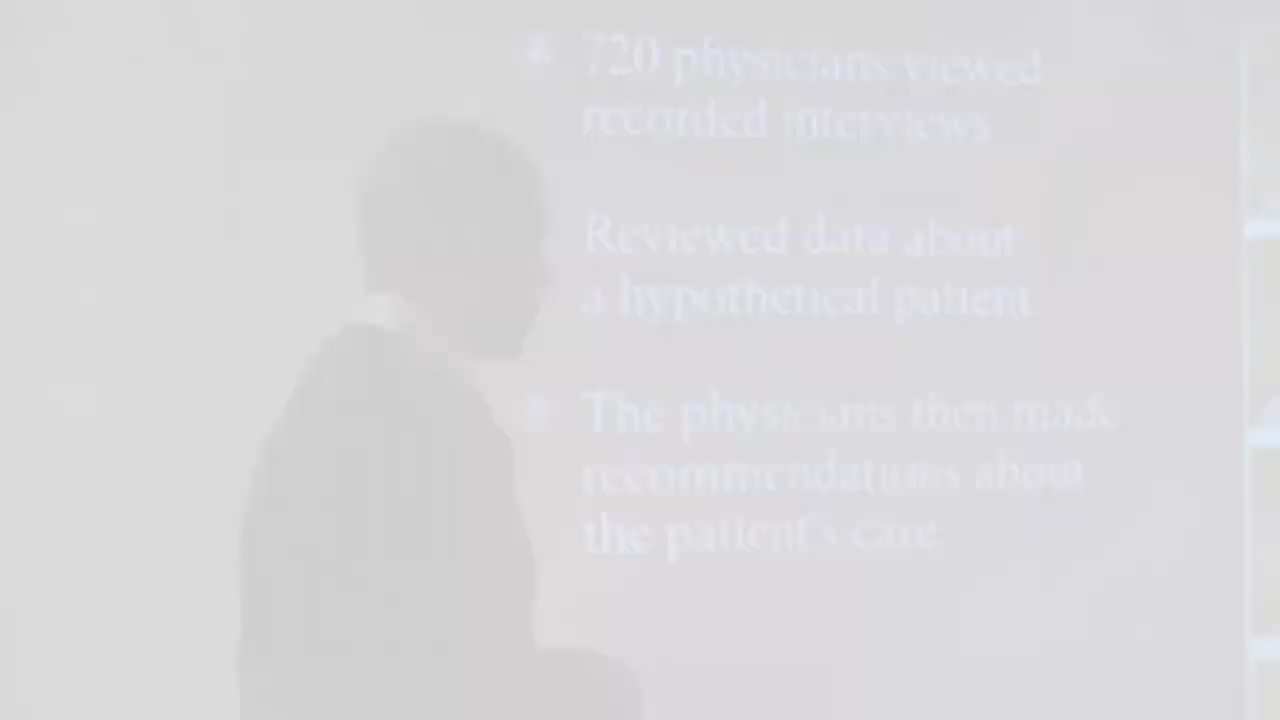 720 physicians viewed
recorded interviews
Reviewed data about
a hypothetical patient
The physicians then made
recommendations about
the patient's care